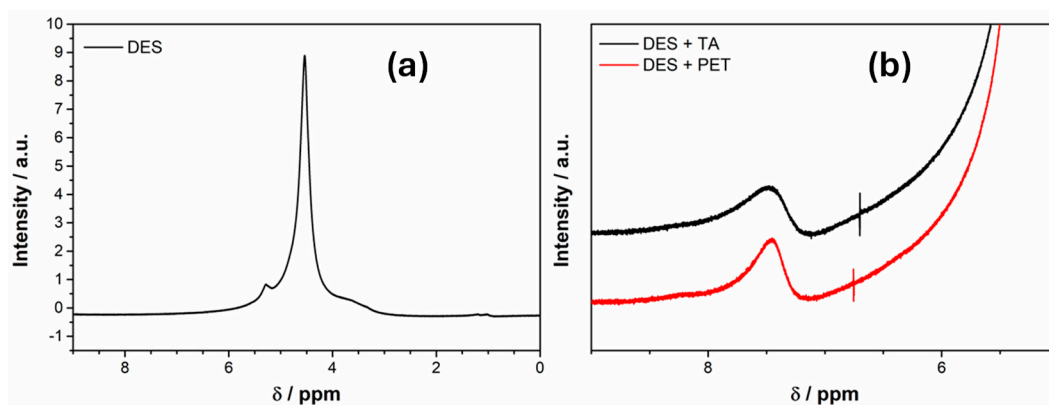 10
9
8
7
6
5
4
3
2
1
0
-1
Intensity / a.u.
DES
(a)
8 6 4 2 0
δ / ppm
Intensity / a.u.
DES + TA
DES + PET
(b)
8 6
δ / ppm